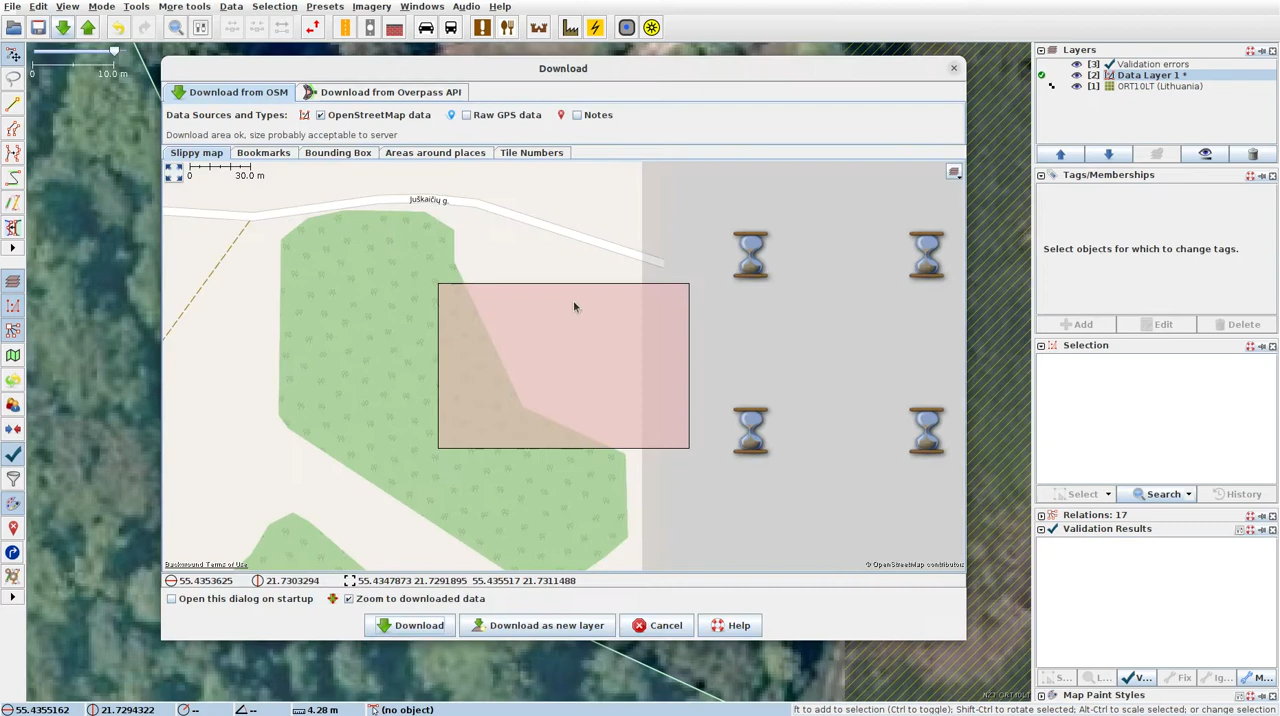 File Edit View Mode Tools More tools Data Selection Presets Imagery Windows Audio Help
0 10.0 m
Download
Download from OSM Download from Overpass API
Data Sources and Types: OpenStreetMap data Raw GPS data Notes
Download area ok, size probably acceptable to server
Slippy map Bookmarks Bounding Box Areas around places Tile Numbers
0 30.0 m
Juškaičių g.
Background Terms of Use
© OpenStreetMap contributors
55.4353625 21.7303294 55.4347873 21.7291895 55.435517 21.7311488
Open this dialog on startup Zoom to downloaded data
Download Download as new layer Cancel Help
Layers
[3] Validation errors
[2] Data Layer 1 *
[1] ORT10LT (Lithuania)
Tags/Memberships
Select objects for which to change tags.
Add Edit Delete
Selection
Select Search History
Relations: 17
Validation Results
S... L... V... Fix Ig... M...
Map Paint Styles
NZT ORT10LT
55.4355162 21.7294322 -- -- 4.28 m (no object)
ft to add to selection (Ctrl to toggle); Shift-Ctrl to rotate selected; Alt-Ctrl to scale selected; or change selection